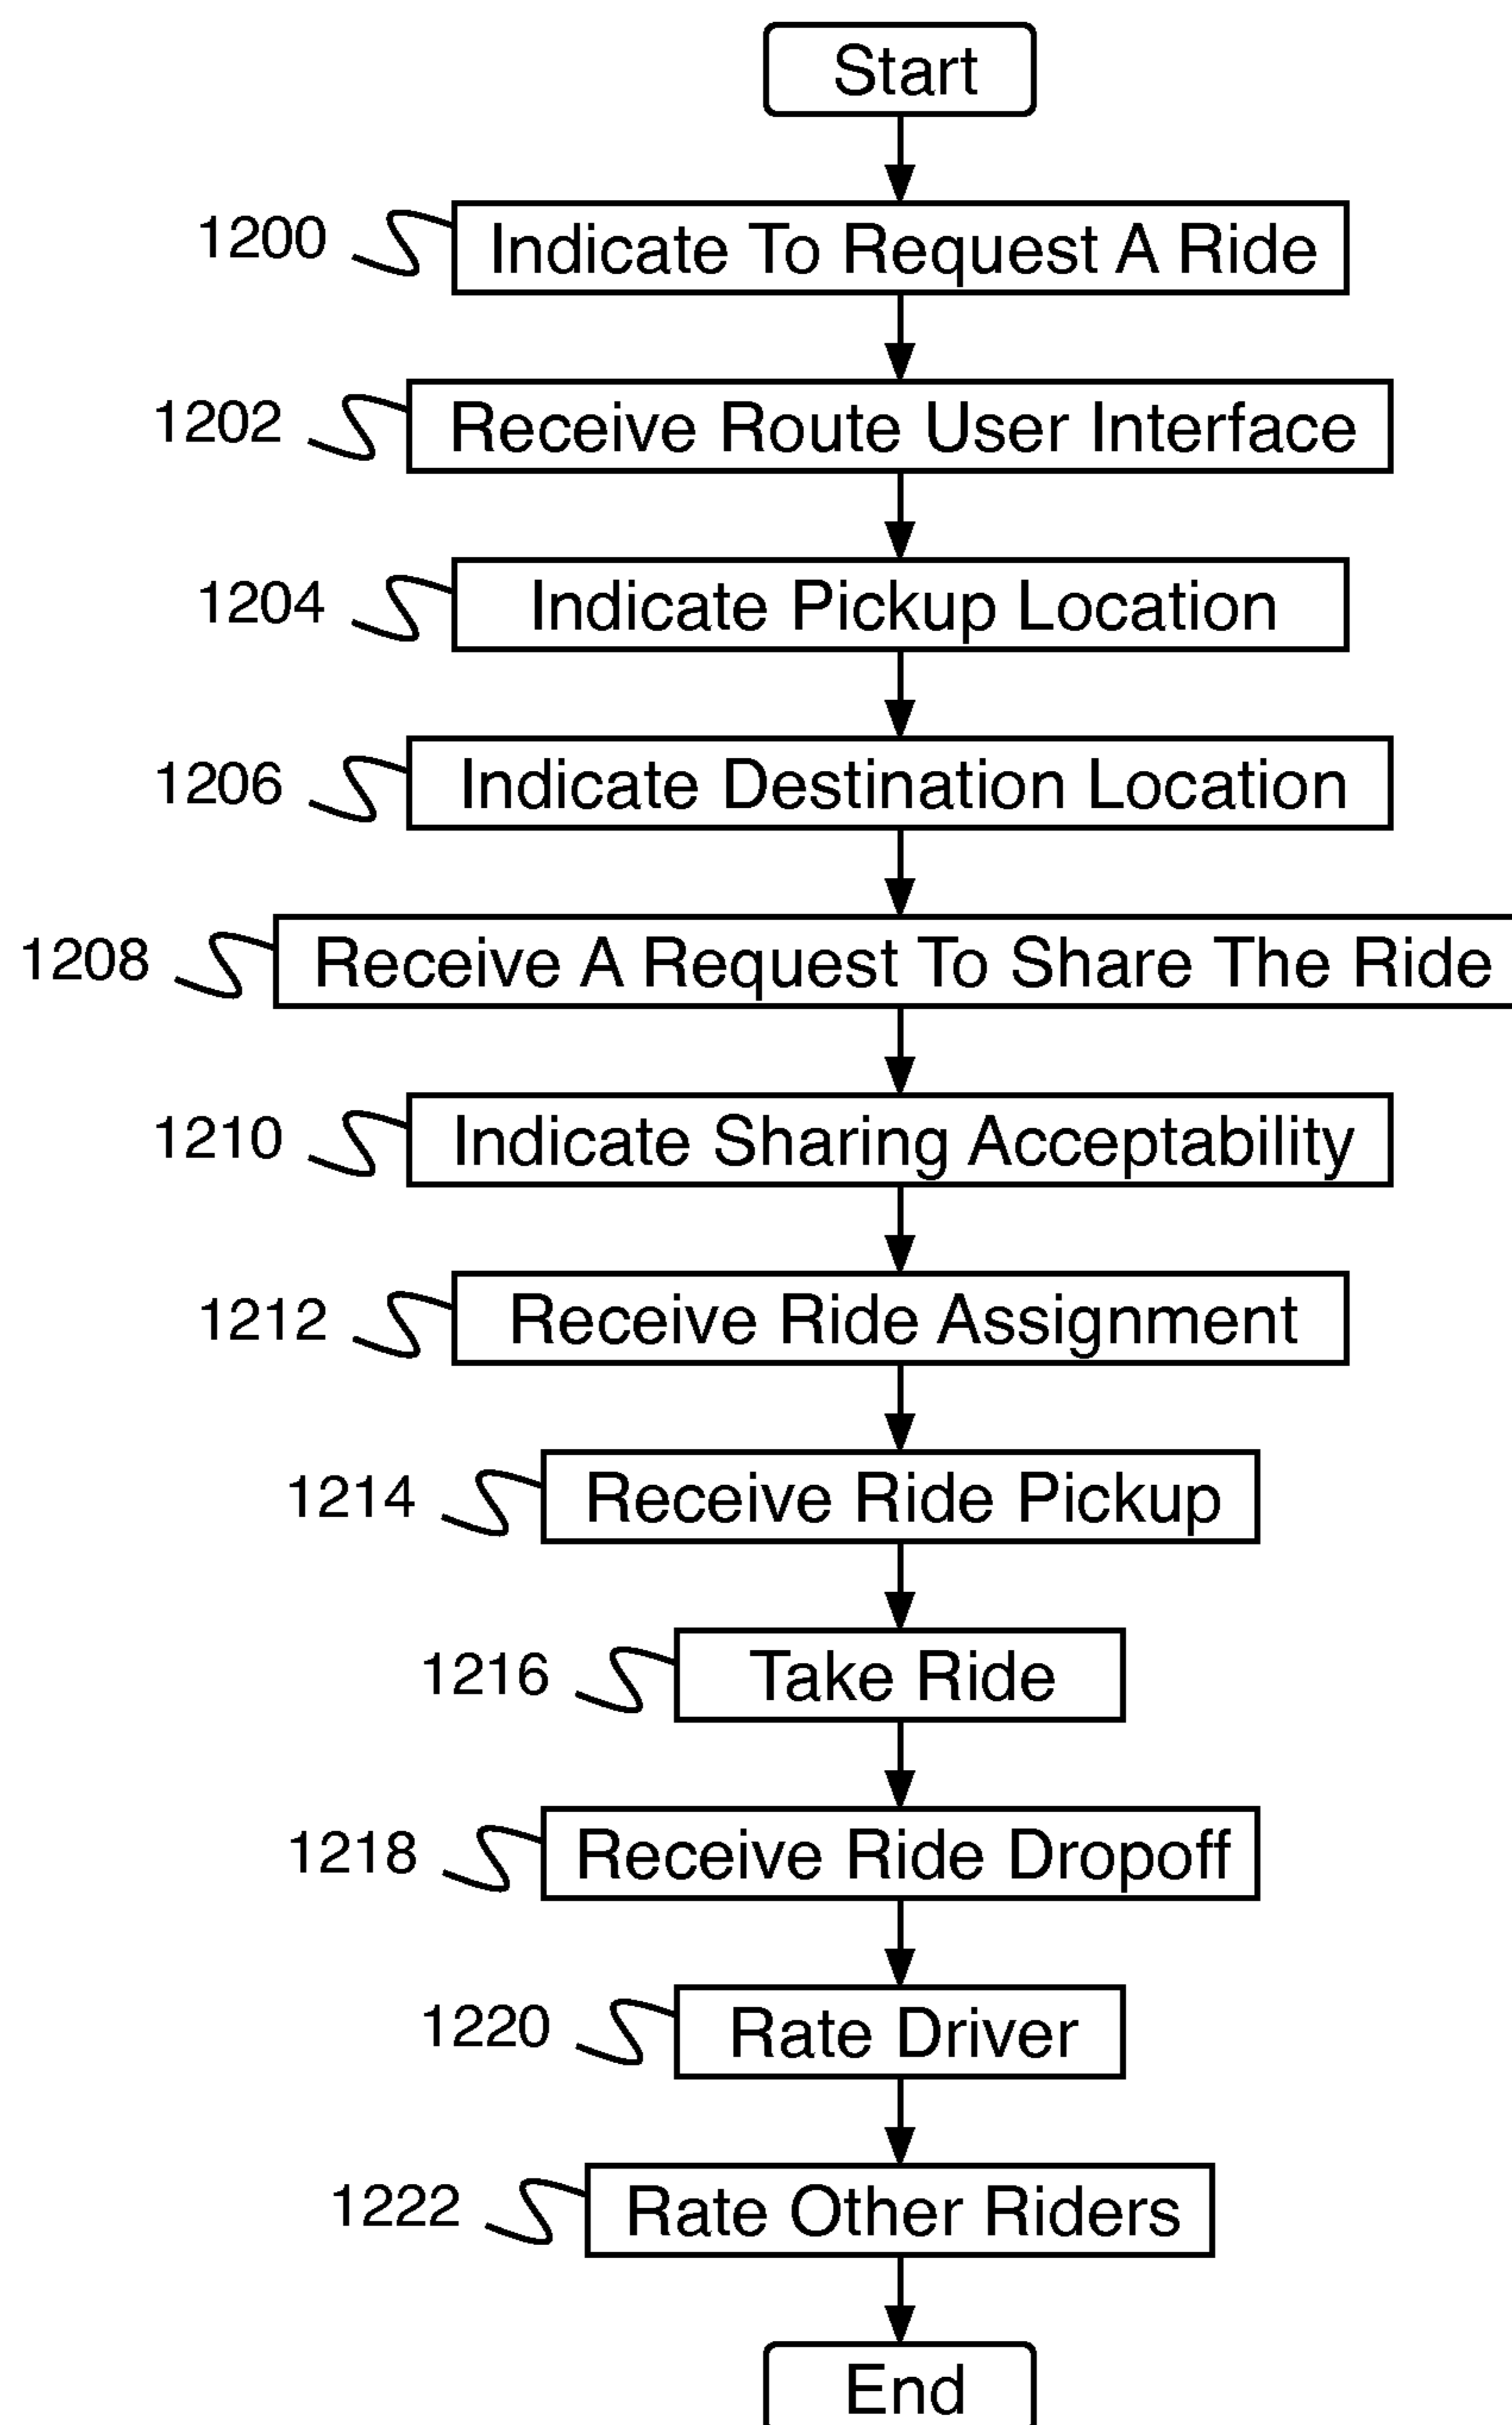 Start
1200 Indicate To Request A Ride
1202 Receive Route User Interface
1204 Indicate Pickup Location
1206 Indicate Destination Location
1208 Receive A Request To Share The Ride
1210 Indicate Sharing Acceptability
1212 Receive Ride Assignment
1214 Receive Ride Pickup
1216 Take Ride
1218 Receive Ride Dropoff
1220 Rate Driver
1222 Rate Other Riders
End